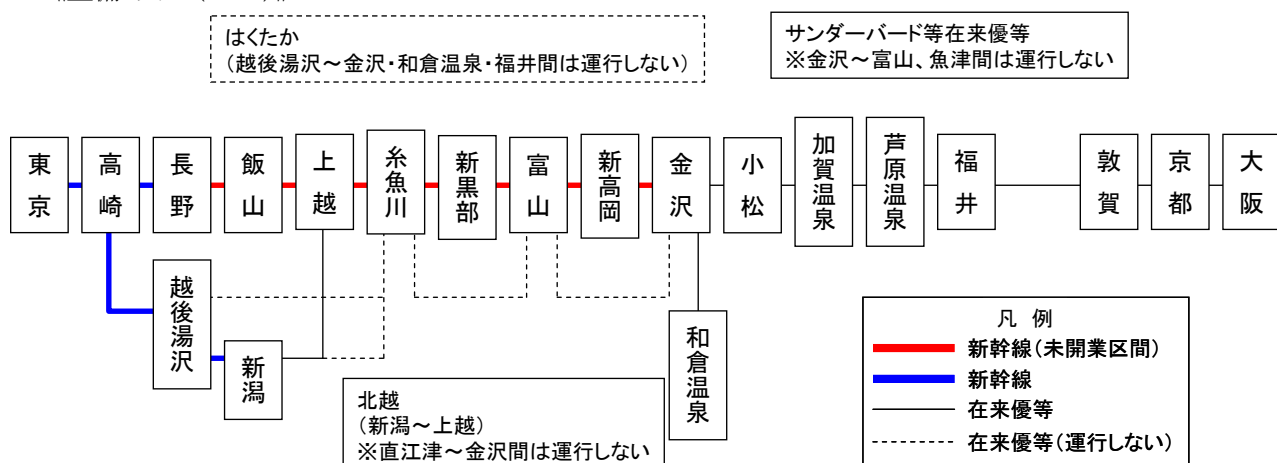 はくたか
(越後湯沢～金沢・和倉温泉・福井間は運行しない)
サンダーバード等在来優等
※金沢～富山、魚津間は運行しない
東京
高崎
長野
飯山
上越
糸魚川
新黒部
富山
新高岡
金沢
小松
加賀温泉
芦原温泉
福井
敦賀
京都
大阪
越後湯沢
新潟
和倉温泉
北越
(新潟～上越)
※直江津～金沢間は運行しない
凡 例
新幹線(未開業区間)
新幹線
在来優等
在来優等(運行しない)